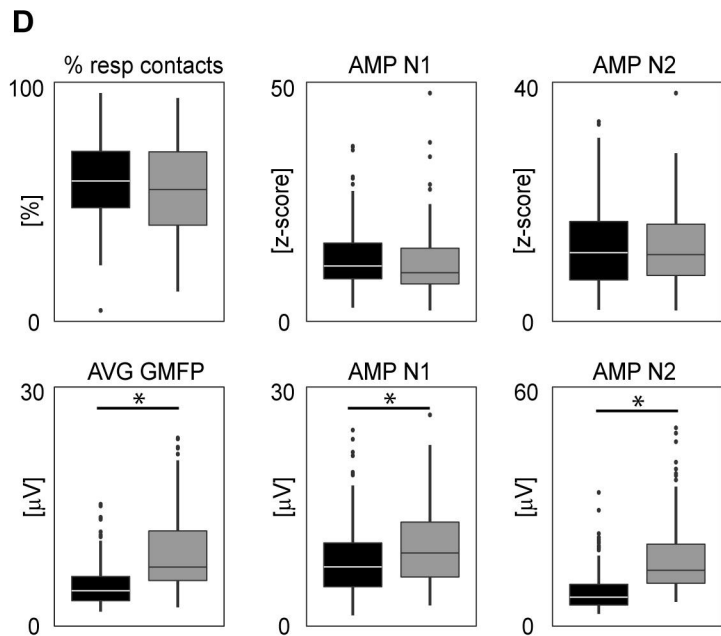 D
% resp contacts
100
[%]
0
AMP N1
50
[z-score]
0
AMP N2
40
[z-score]
0
AVG GMFP
30
*
[µV]
0
AMP N1
30
*
[µV]
0
AMP N2
60
*
[µV]
0